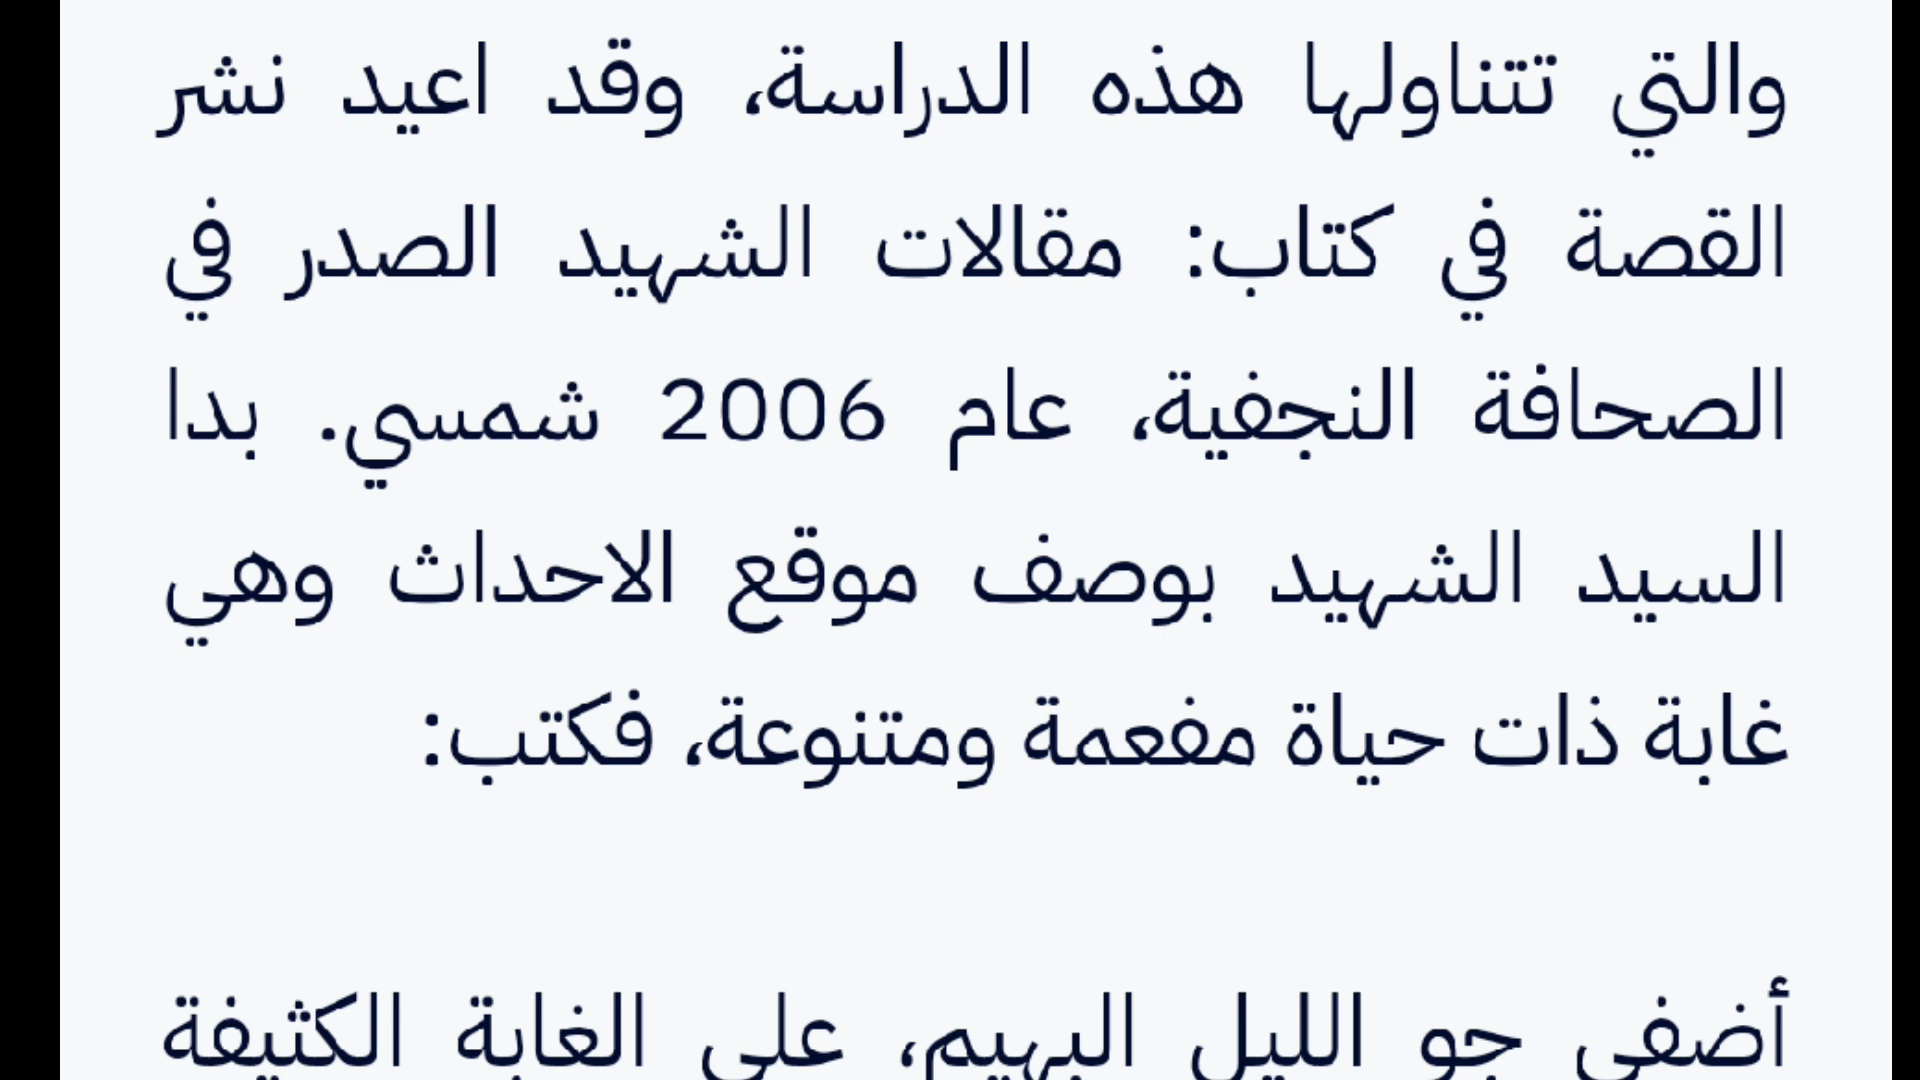 والتي تتناولها هذه الدراسة، وقد اعيد نشر
القصة في كتاب: مقالات الشهيد الصدر في
الصحافة النجفية، عام 2006 شمسي. بدا
السيد الشهيد بوصف موقع الاحداث وهي
غابة ذات حياة مفعمة ومتنوعة، فكتب:
أضفى جو الليل البهيم، على الغابة الكثيفة